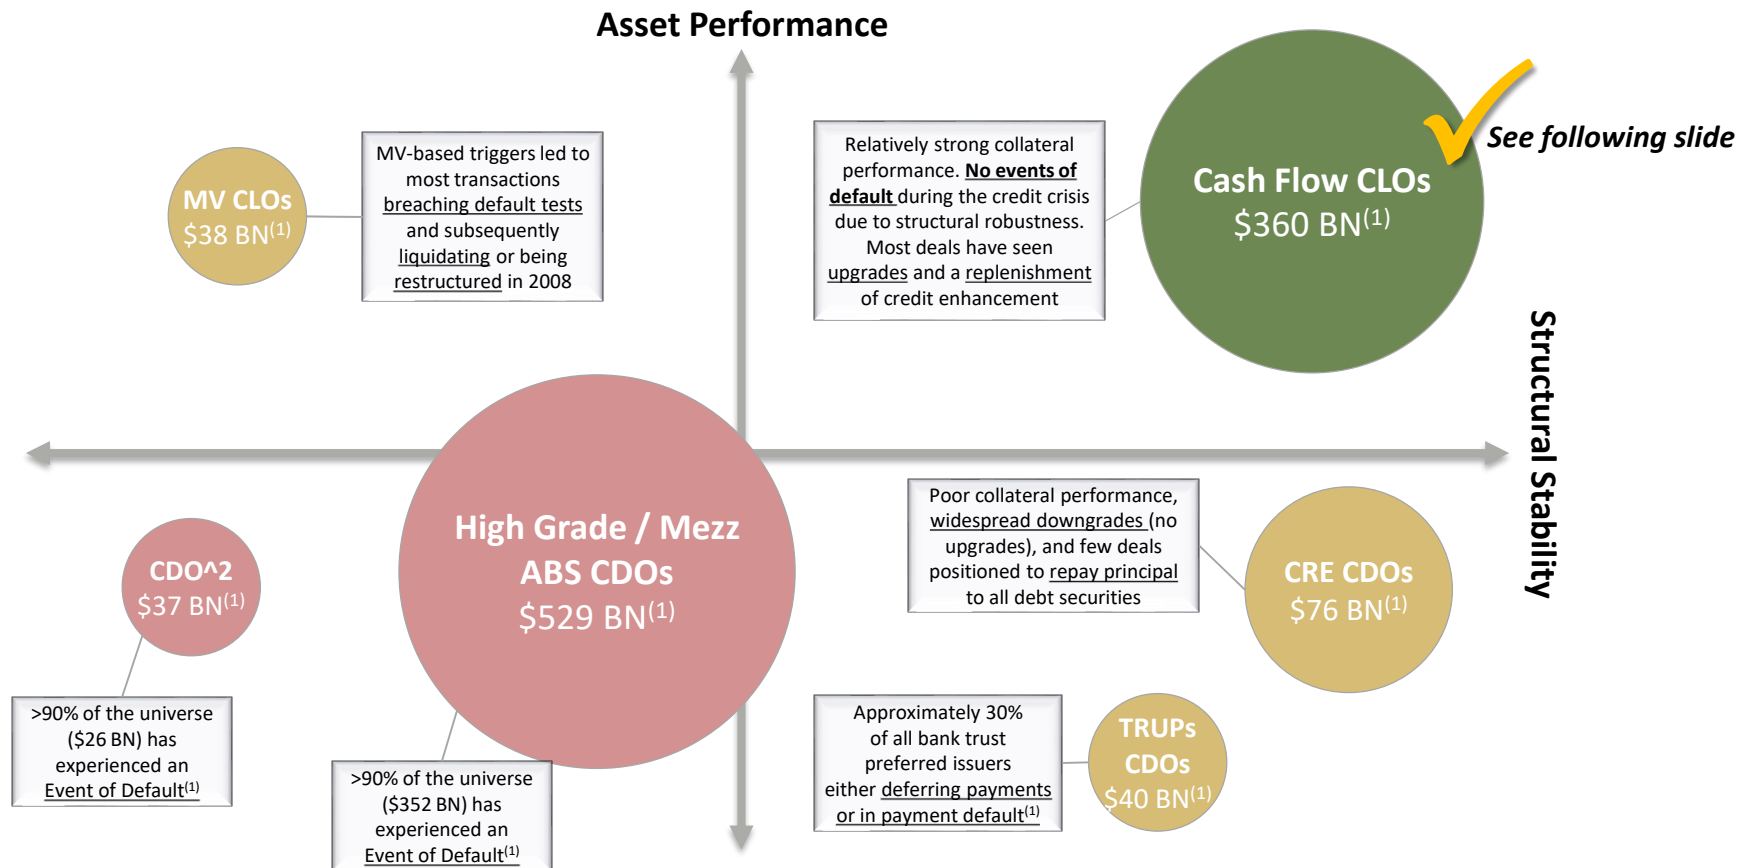 Asset Performance
MV CLOs
$38 BN(1)
MV-based triggers led to
most transactions
breaching default tests
and subsequently
liquidating or being
restructured in 2008
Relatively strong collateral
performance. No events of
default during the credit crisis
due to structural robustness.
Most deals have seen
upgrades and a replenishment
of credit enhancement
Cash Flow CLOs
$360 BN(1)
See following slide
Structural Stability
High Grade / Mezz
ABS CDOs
$529 BN(1)
CDO^2
$37 BN(1)
>90% of the universe
($26 BN) has
experienced an
Event of Default(1)
>90% of the universe
($352 BN) has
experienced an
Event of Default(1)
Poor collateral performance,
widespread downgrades (no
upgrades), and few deals
positioned to repay principal
to all debt securities
CRE CDOs
$76 BN(1)
Approximately 30%
of all bank trust
preferred issuers
either deferring payments
or in payment default(1)
TRUPs
CDOs
$40 BN(1)